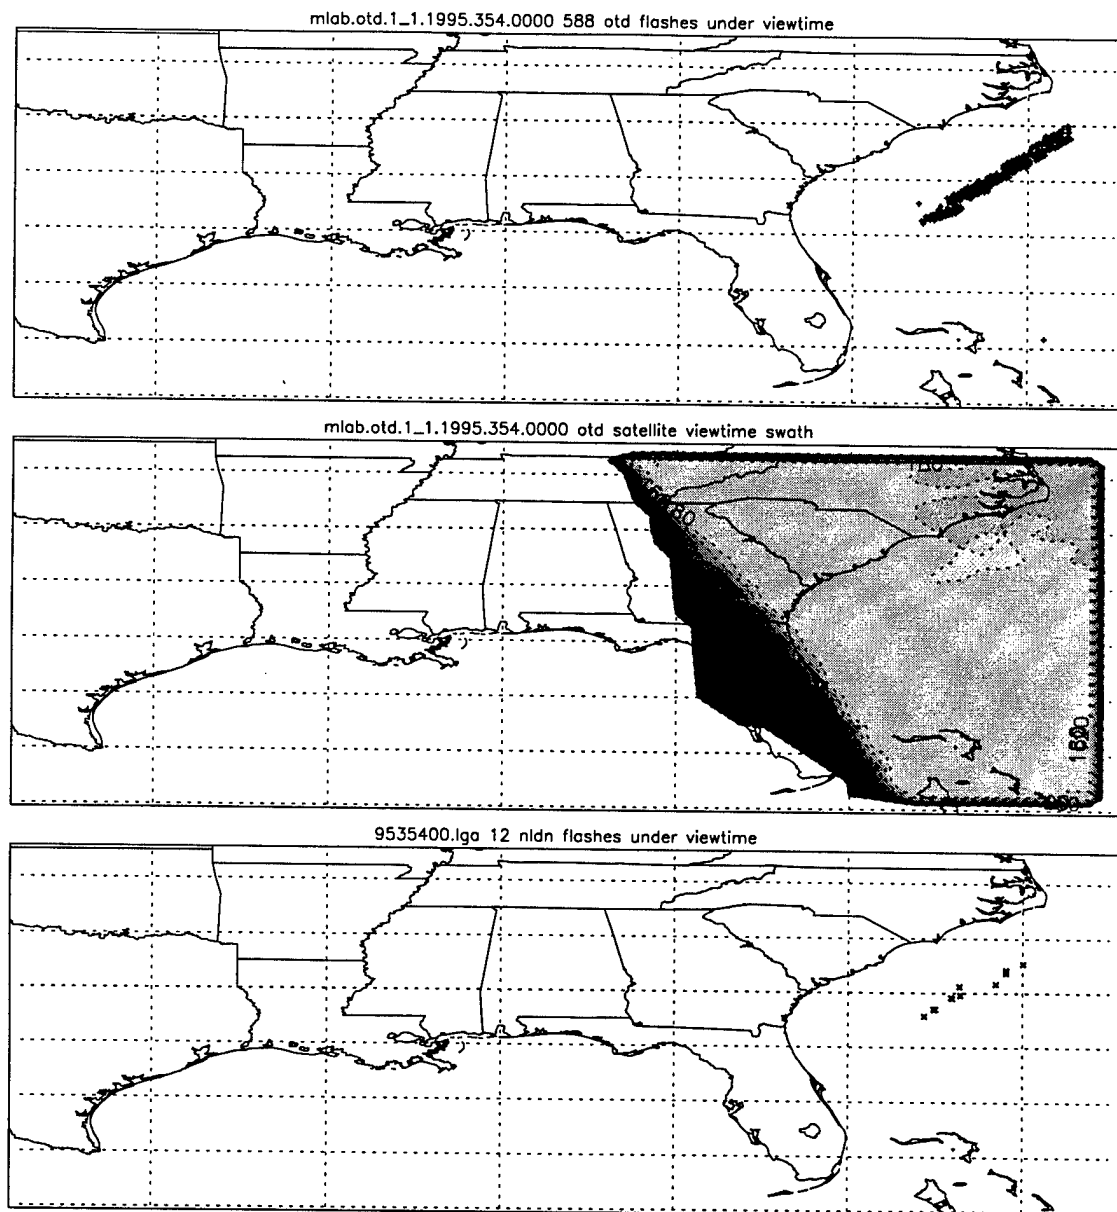 mlab.otd.1_1.1995.354.0000 588 otd flashes under viewtime
mlab.otd.1_1.1995.354.0000 otd satellite viewtime swath
180
9535400.lga 12 nldn flashes under viewtime